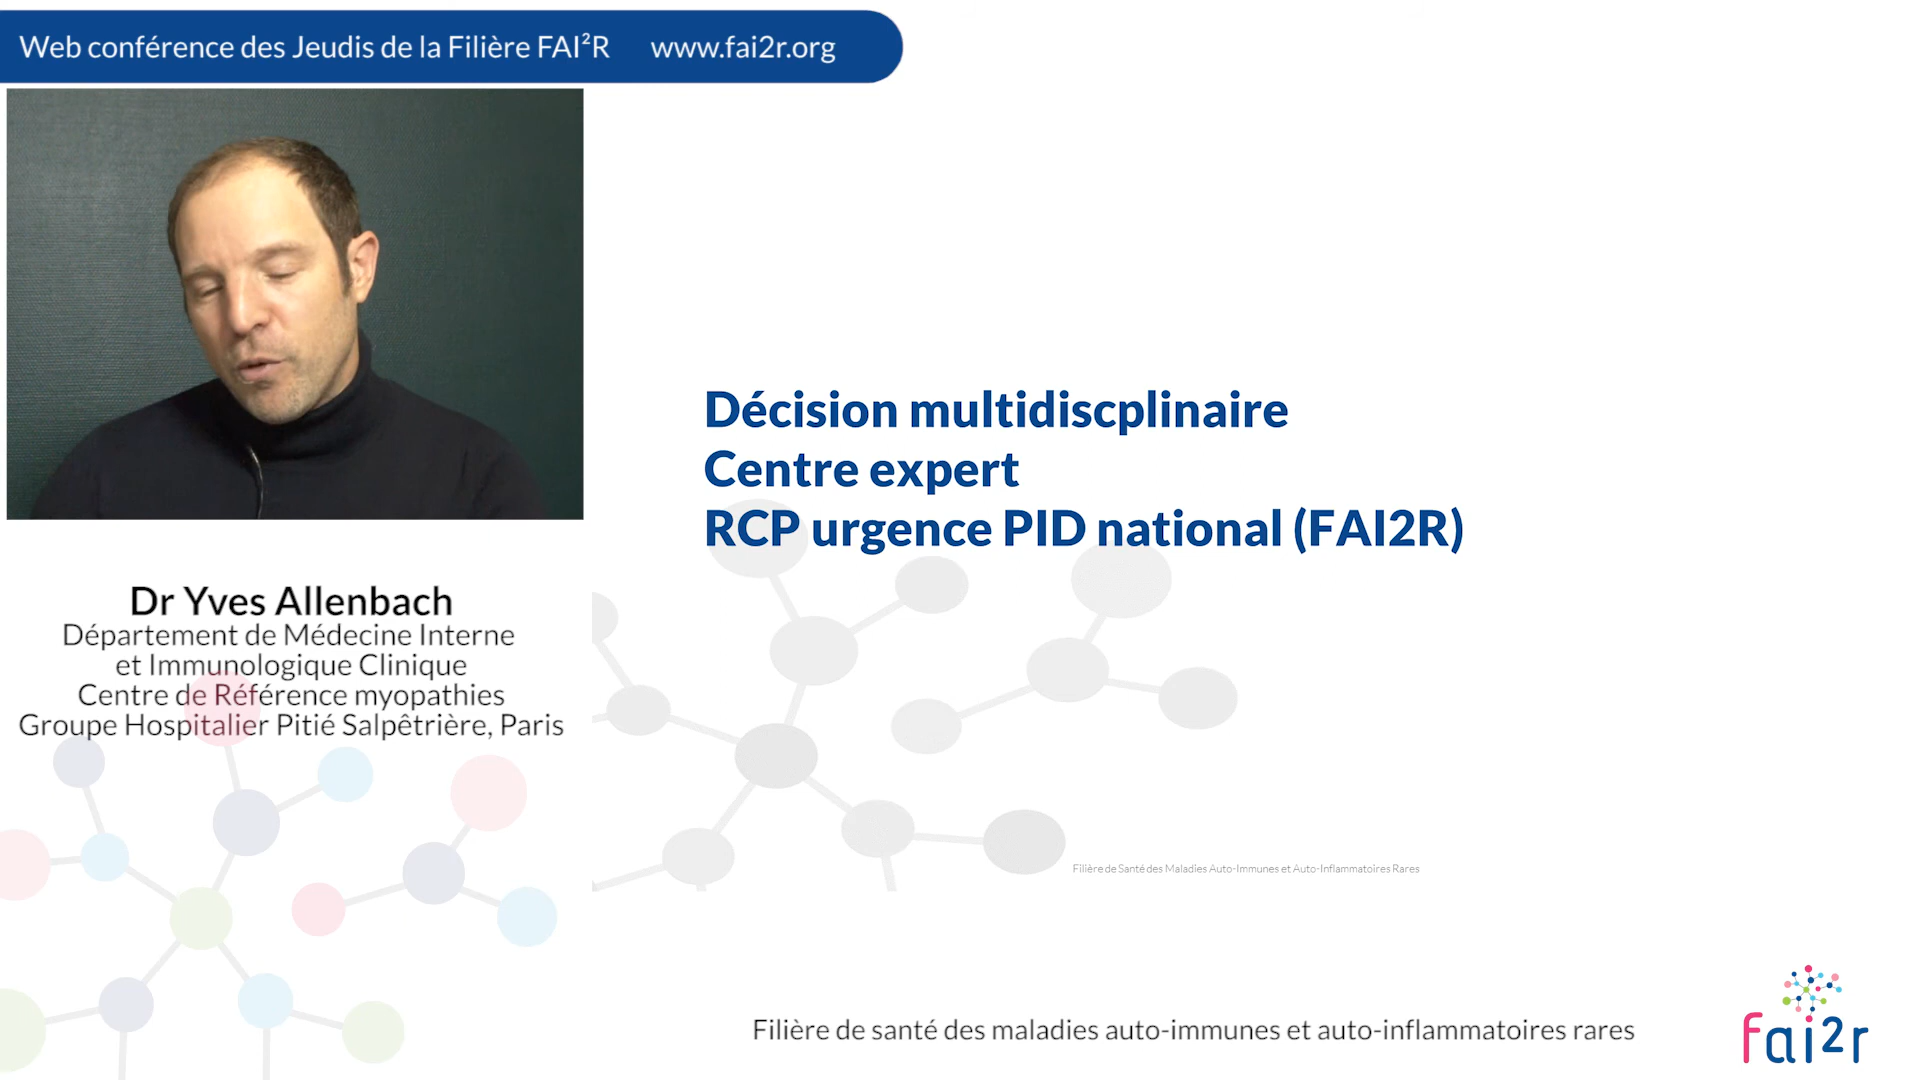 Web conférence des Jeudis de la Filière FAI²R www.fai2r.org
Décision multidiscplinaire
Centre expert
RCP urgence PID national (FAI2R)
Dr Yves Allenbach
Département de Médecine Interne
et Immunologique Clinique
Centre de Référence myopathies
Groupe Hospitalier Pitié Salpêtrière, Paris
Filière de Santé des Maladies Auto-Immunes et Auto-Inflammatoires Rares
Filière de santé des maladies auto-immunes et auto-inflammatoires rares
fai2r